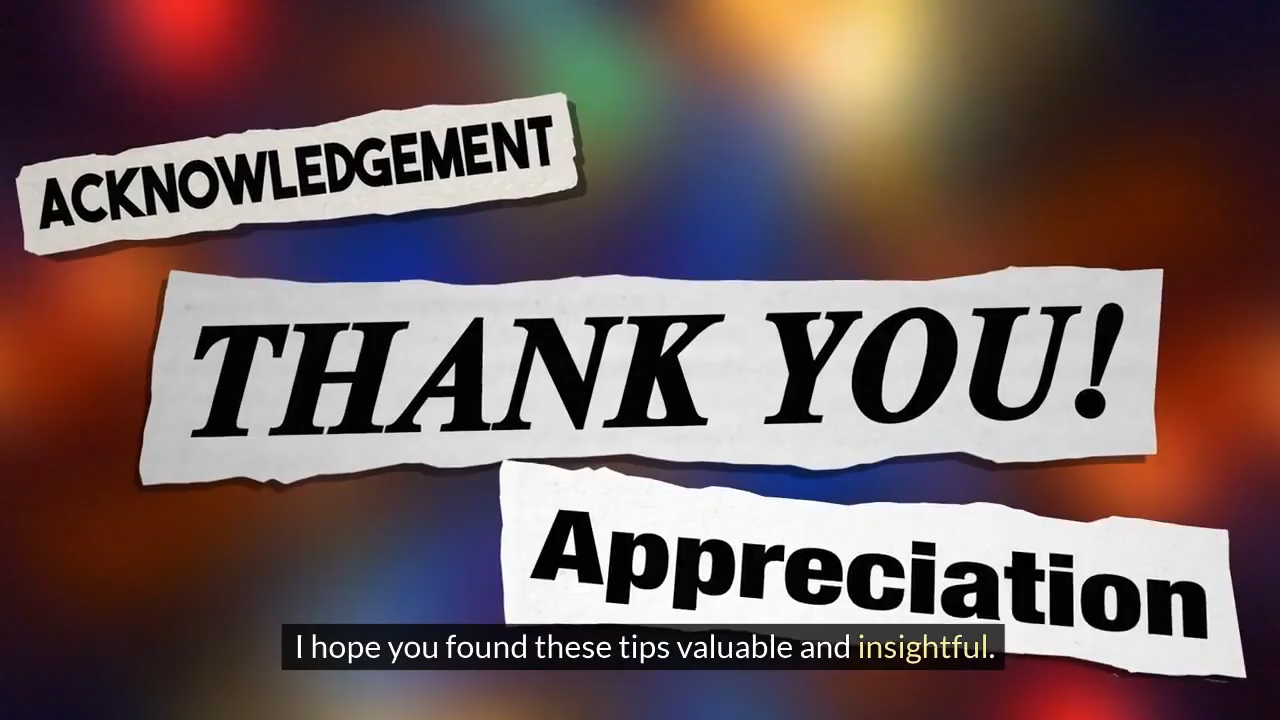 ACKNOWLEDGEMENT
THANK YOU!
Appreciation
I hope you found these tips valuable and insightful.